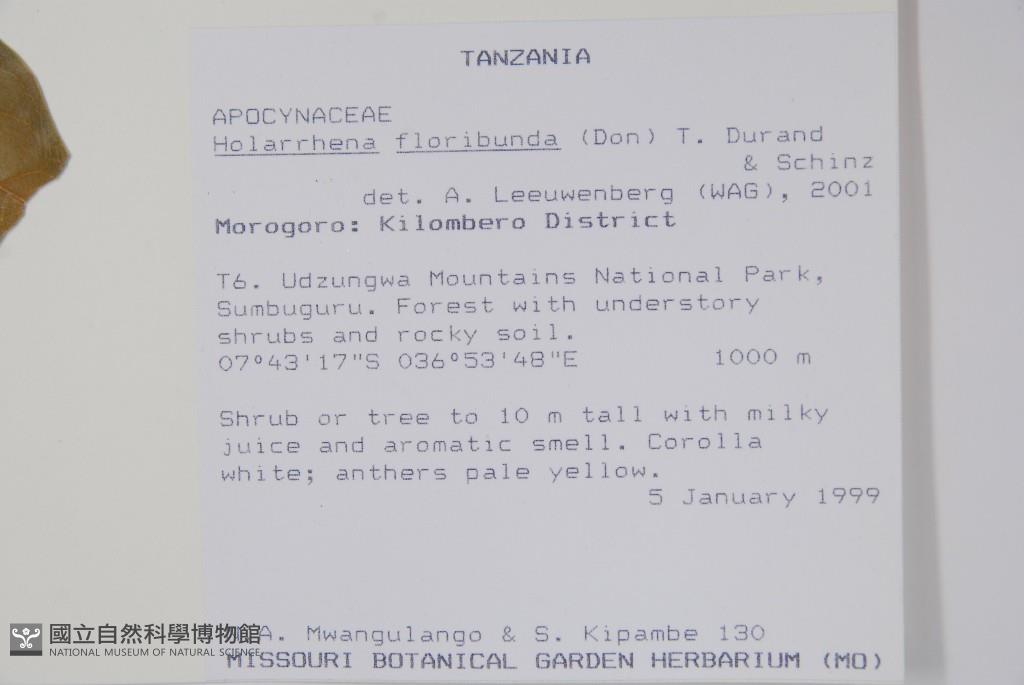 TANZANIA
APOCYNACEAE
Holarrhena floribunda (Don) T. Durand
& Schinz
det. A. Leeuwenberg (WAG), 2001
Morogoro: Kilombero District
T6. Udzungwa Mountains National Park,
Sumbuguru. Forest with understory
shrubs and rocky soil.
07°43'17"S 036°53'48"E 1000 m
Shrub or tree to 10 m tall with milky
juice and aromatic smell. Corolla
white; anthers pale yellow.
5 January 1999
A. Mwangulango & S. Kipambe 130
MISSOURI BOTANICAL GARDEN HERBARIUM (MO)
國立自然科學博物館
NATIONAL MUSEUM OF NATURAL SCIENCE